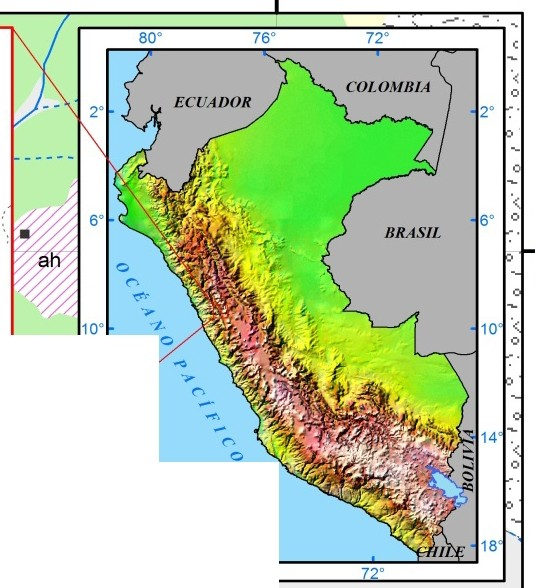 80° 76° 72°
ECUADOR
COLOMBIA
2° 2°
ah
6° 6°
BRASIL
OCÉANO PACÍFICO
10° 10°
14°
BOLIVIA
18°
CHILE
72°